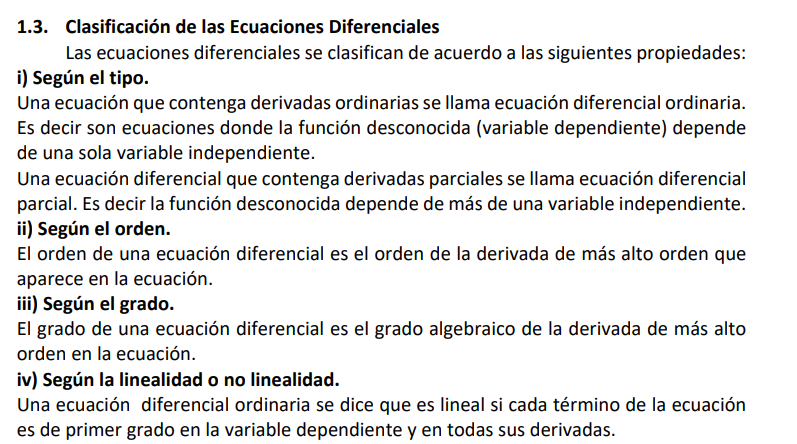 1.3. Clasificación de las Ecuaciones Diferenciales
Las ecuaciones diferenciales se clasifican de acuerdo a las siguientes propiedades:
i) Según el tipo.
Una ecuación que contenga derivadas ordinarias se llama ecuación diferencial ordinaria.
Es decir son ecuaciones donde la función desconocida (variable dependiente) depende
de una sola variable independiente.
Una ecuación diferencial que contenga derivadas parciales se llama ecuación diferencial
parcial. Es decir la función desconocida depende de más de una variable independiente.
ii) Según el orden.
El orden de una ecuación diferencial es el orden de la derivada de más alto orden que
aparece en la ecuación.
iii) Según el grado.
El grado de una ecuación diferencial es el grado algebraico de la derivada de más alto
orden en la ecuación.
iv) Según la linealidad o no linealidad.
Una ecuación diferencial ordinaria se dice que es lineal si cada término de la ecuación
es de primer grado en la variable dependiente y en todas sus derivadas.